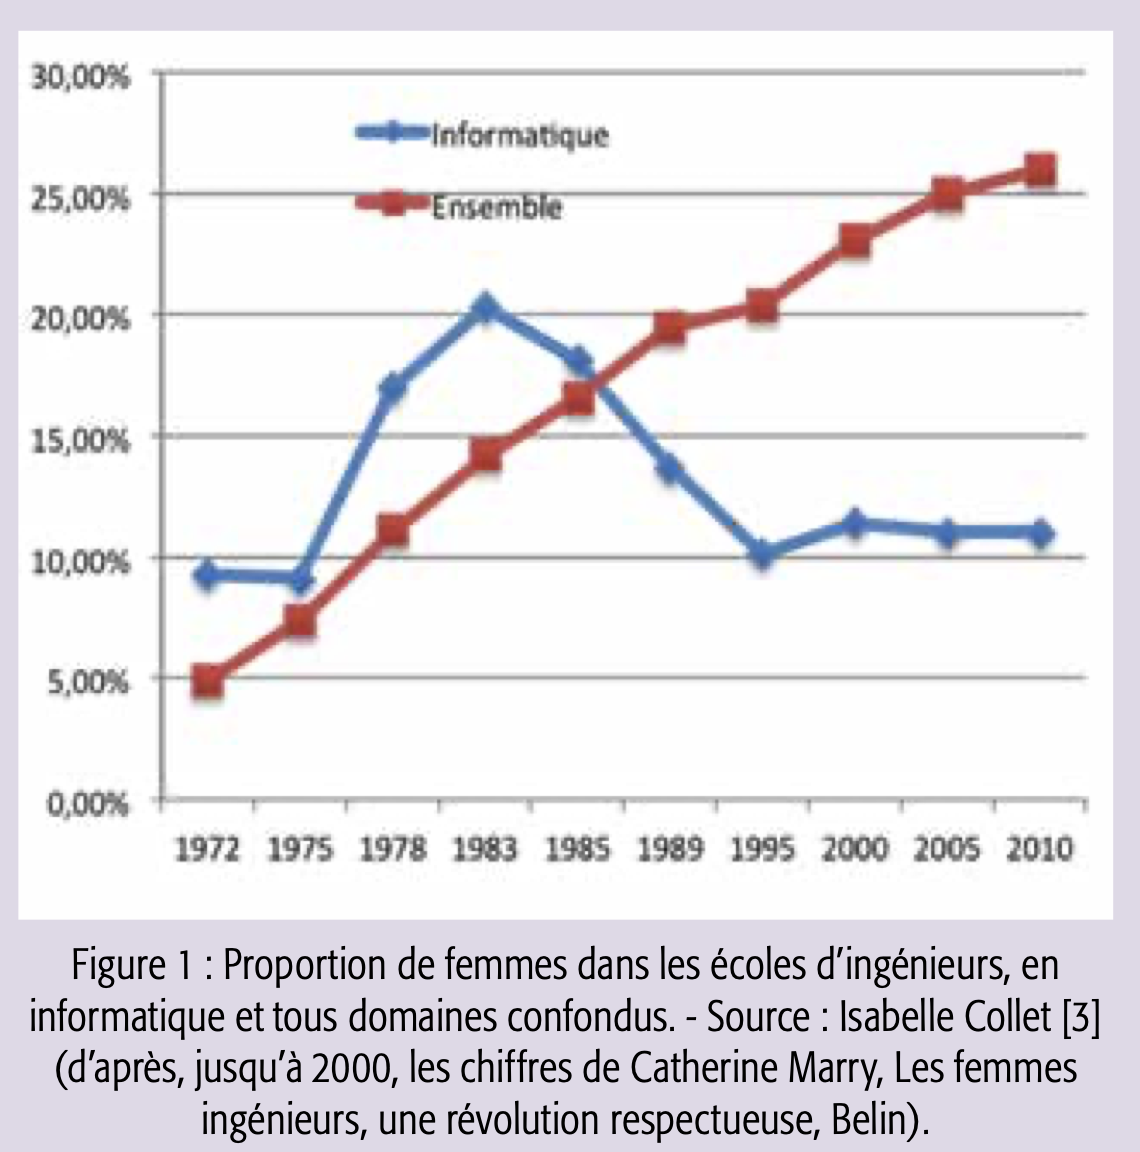 30,00%
Informatique
25,00%
Ensemble
20,00%
15,00%
10,00%
5,00%
0,00%
1972 1975 1978 1983 1985 1989 1995 2000 2005 2010
Figure 1 : Proportion de femmes dans les écoles d'ingénieurs, en
informatique et tous domaines confondus. - Source : Isabelle Collet [3]
(d'après, jusqu'à 2000, les chiffres de Catherine Marry, Les femmes
ingénieurs, une révolution respectueuse, Belin).